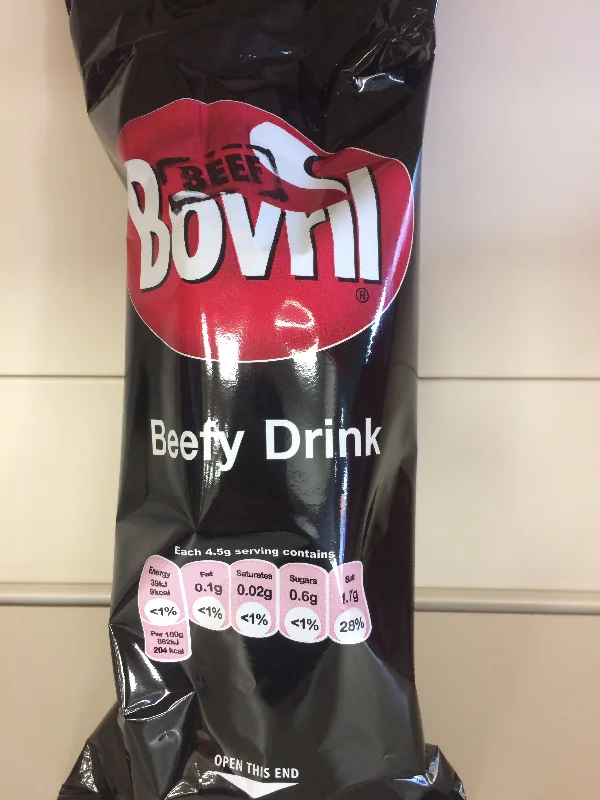 BEEF
Bovril
®
Beefy Drink
Each 4.5g serving contains
Energy
38kJ
9kcal
<1%
Per 100g
862kJ
204 kcal
Fat
0.1g
<1%
Saturates
0.02g
<1%
Sugars
0.6g
<1%
Salt
1.7g
28%
OPEN THIS END